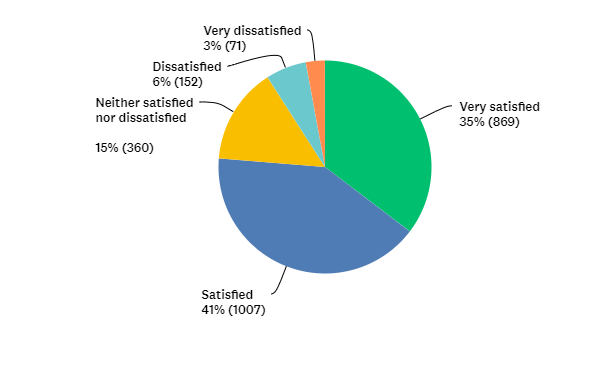 Very dissatisfied
3% (71)
Dissatisfied
6% (152)
Neither satisfied
nor dissatisfied
15% (360)
Very satisfied
35% (869)
Satisfied
41% (1007)